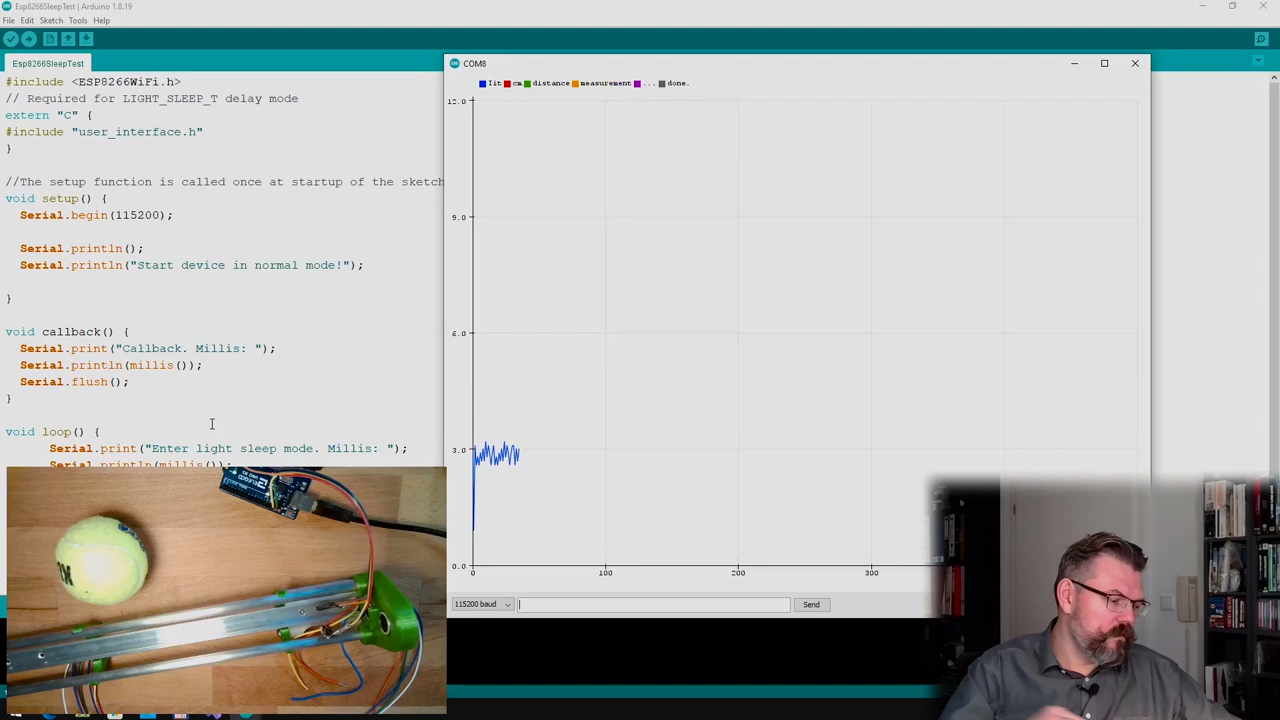 Esp8266SleepTest | Arduino 1.8.19
File Edit Sketch Tools Help
Esp8266SleepTest
#include <ESP8266WiFi.h>
// Required for LIGHT_SLEEP_T delay mode
extern "C" {
#include "user_interface.h"
}
//The setup function is called once at startup of the sketch
void setup() {
Serial.begin(115200);
Serial.println();
Serial.println("Start device in normal mode!");
}
void callback() {
Serial.print("Callback. Millis: ");
Serial.println(millis());
Serial.flush();
}
void loop() {
Serial.print("Enter light sleep mode. Millis: ");
Serial.println(millis());
COM8
cm distance measurement ... done.
12.0
9.0
6.0
3.0
0.0
0 100 200 300
115200 baud
Send